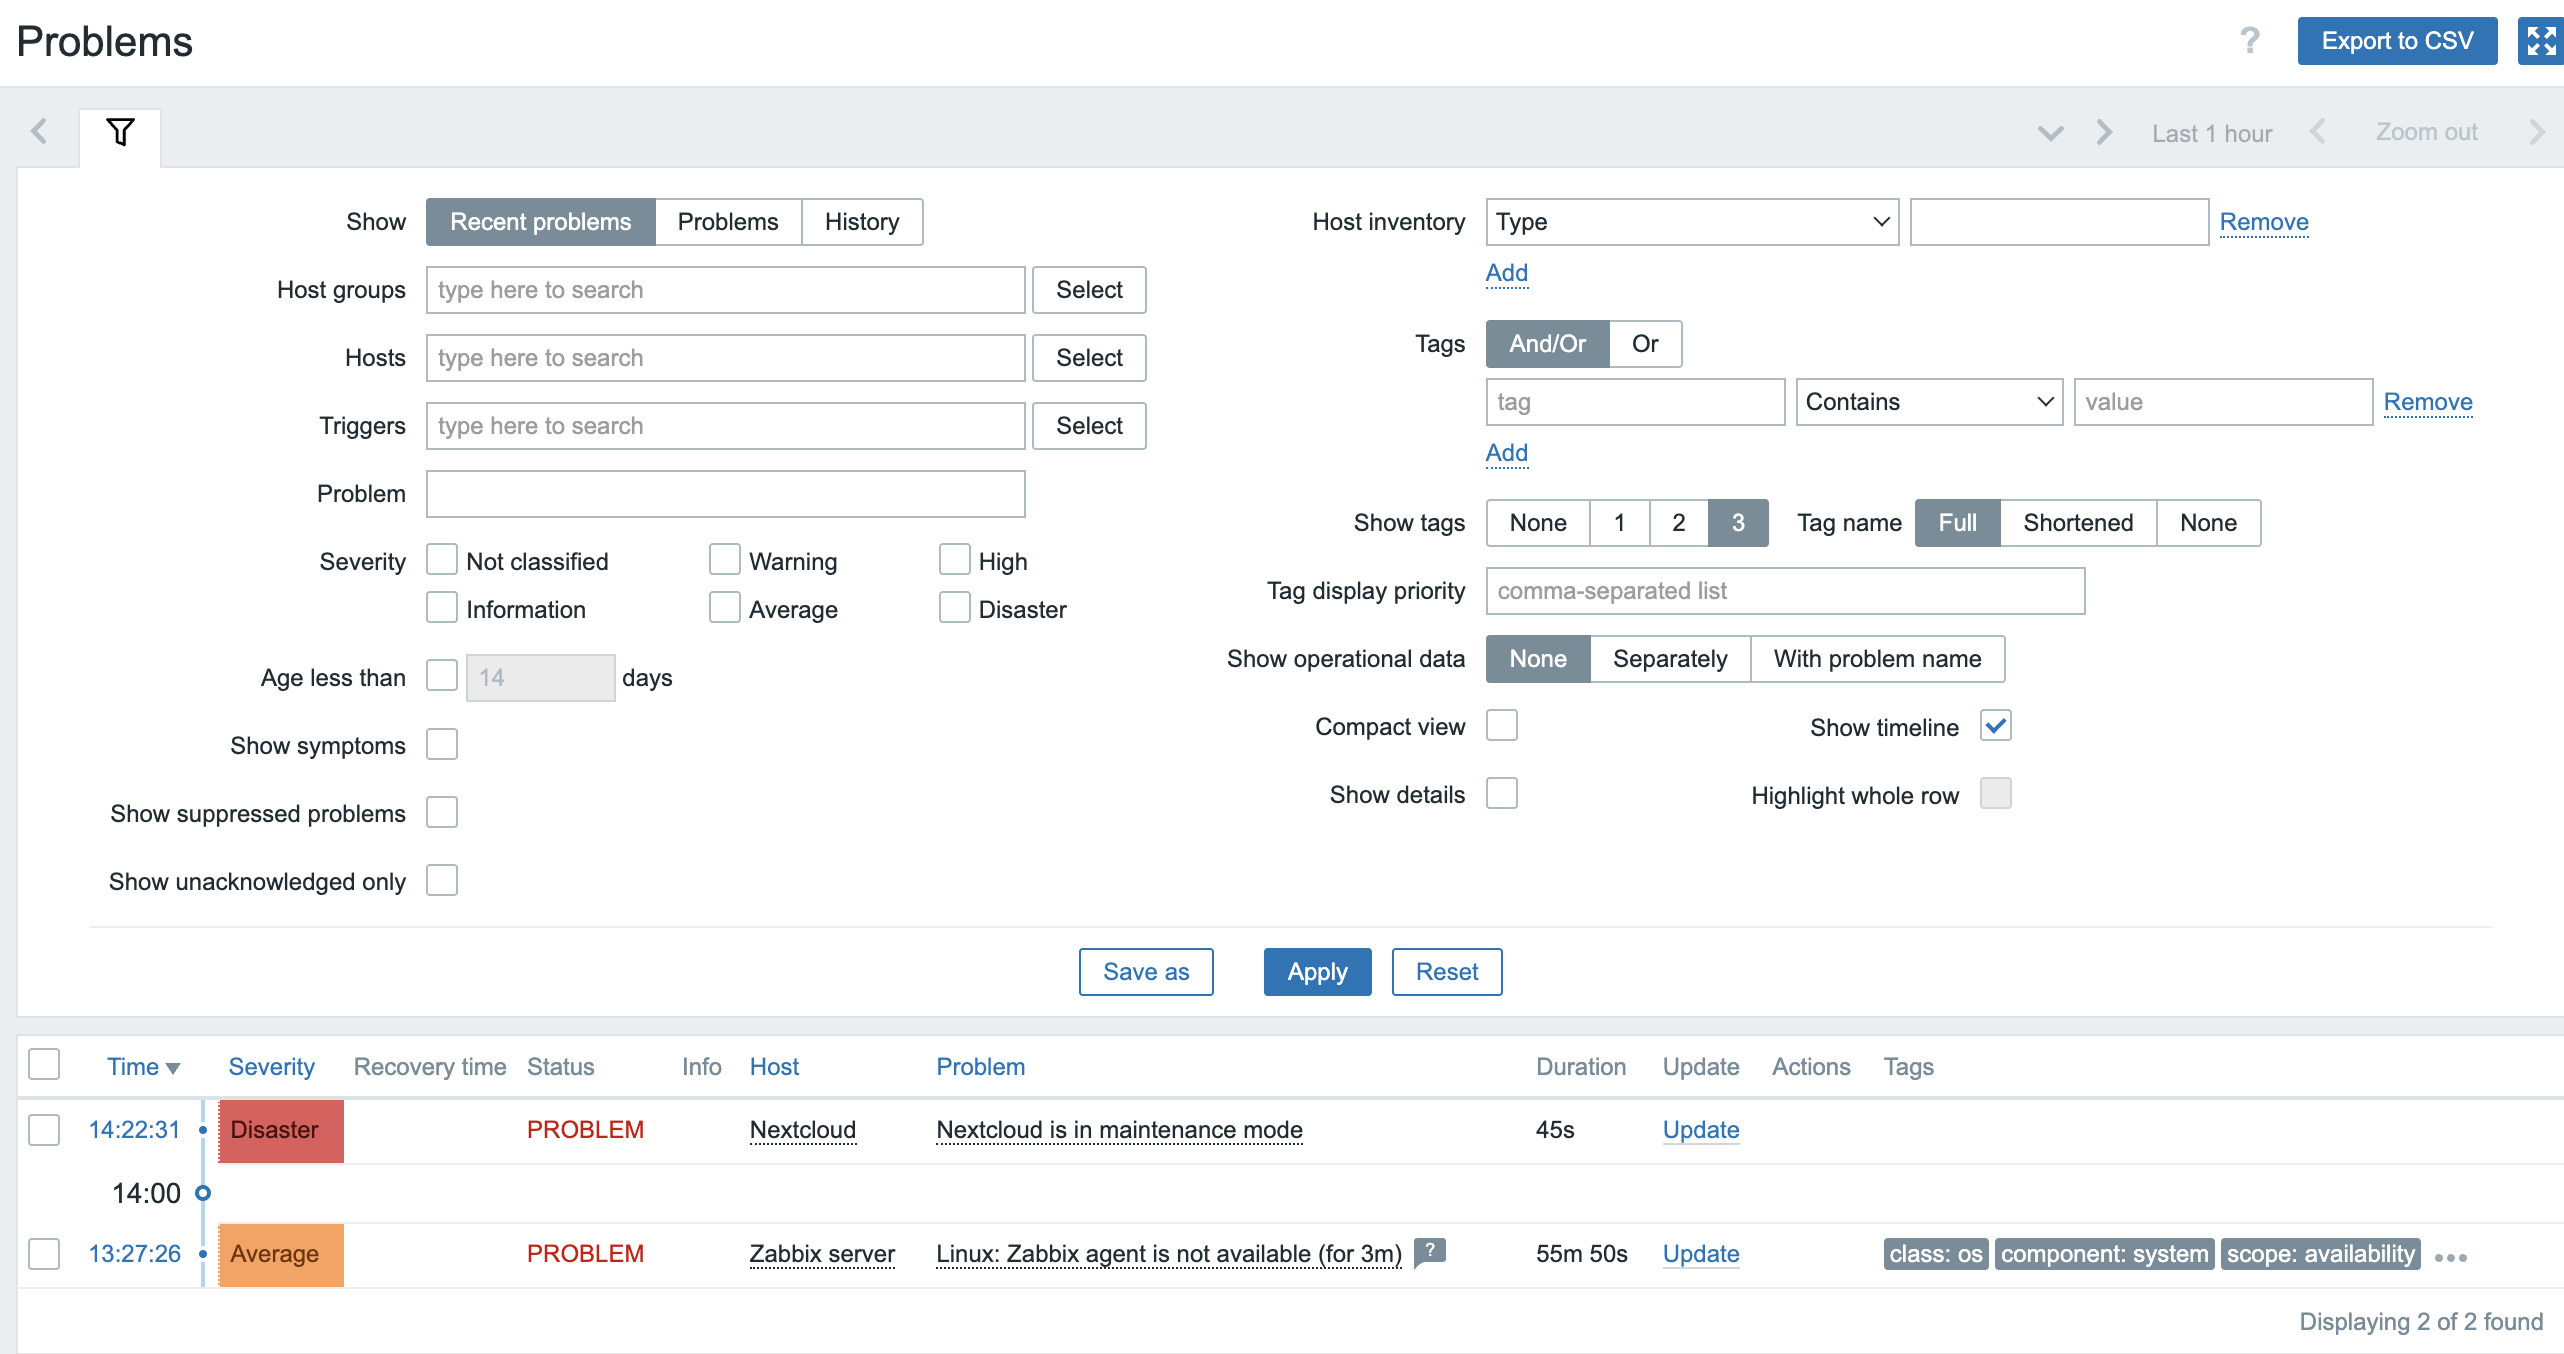 Problems
? Export to CSV
Last 1 hour Zoom out
Show Recent problems Problems History
Host groups type here to search Select
Hosts type here to search Select
Triggers type here to search Select
Problem
Severity Not classified Warning High
Information Average Disaster
Age less than 14 days
Show symptoms
Show suppressed problems
Show unacknowledged only
Host inventory Type Remove
Add
Tags And/Or Or
tag Contains value Remove
Add
Show tags None 1 2 3 Tag name Full Shortened None
Tag display priority comma-separated list
Show operational data None Separately With problem name
Compact view Show timeline
Show details Highlight whole row
Save as Apply Reset
Time Severity Recovery time Status Info Host Problem Duration Update Actions Tags
14:22:31 Disaster PROBLEM Nextcloud Nextcloud is in maintenance mode 45s Update
14:00
13:27:26 Average PROBLEM Zabbix server Linux: Zabbix agent is not available (for 3m) ? 55m 50s Update class: os component: system scope: availability •••
Displaying 2 of 2 found